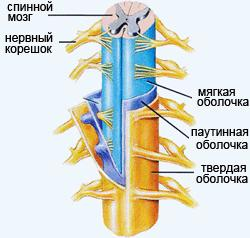 спинной
мозг
нервный
корешок
мягкая
оболочка
паутинная
оболочка
твердая
оболочка